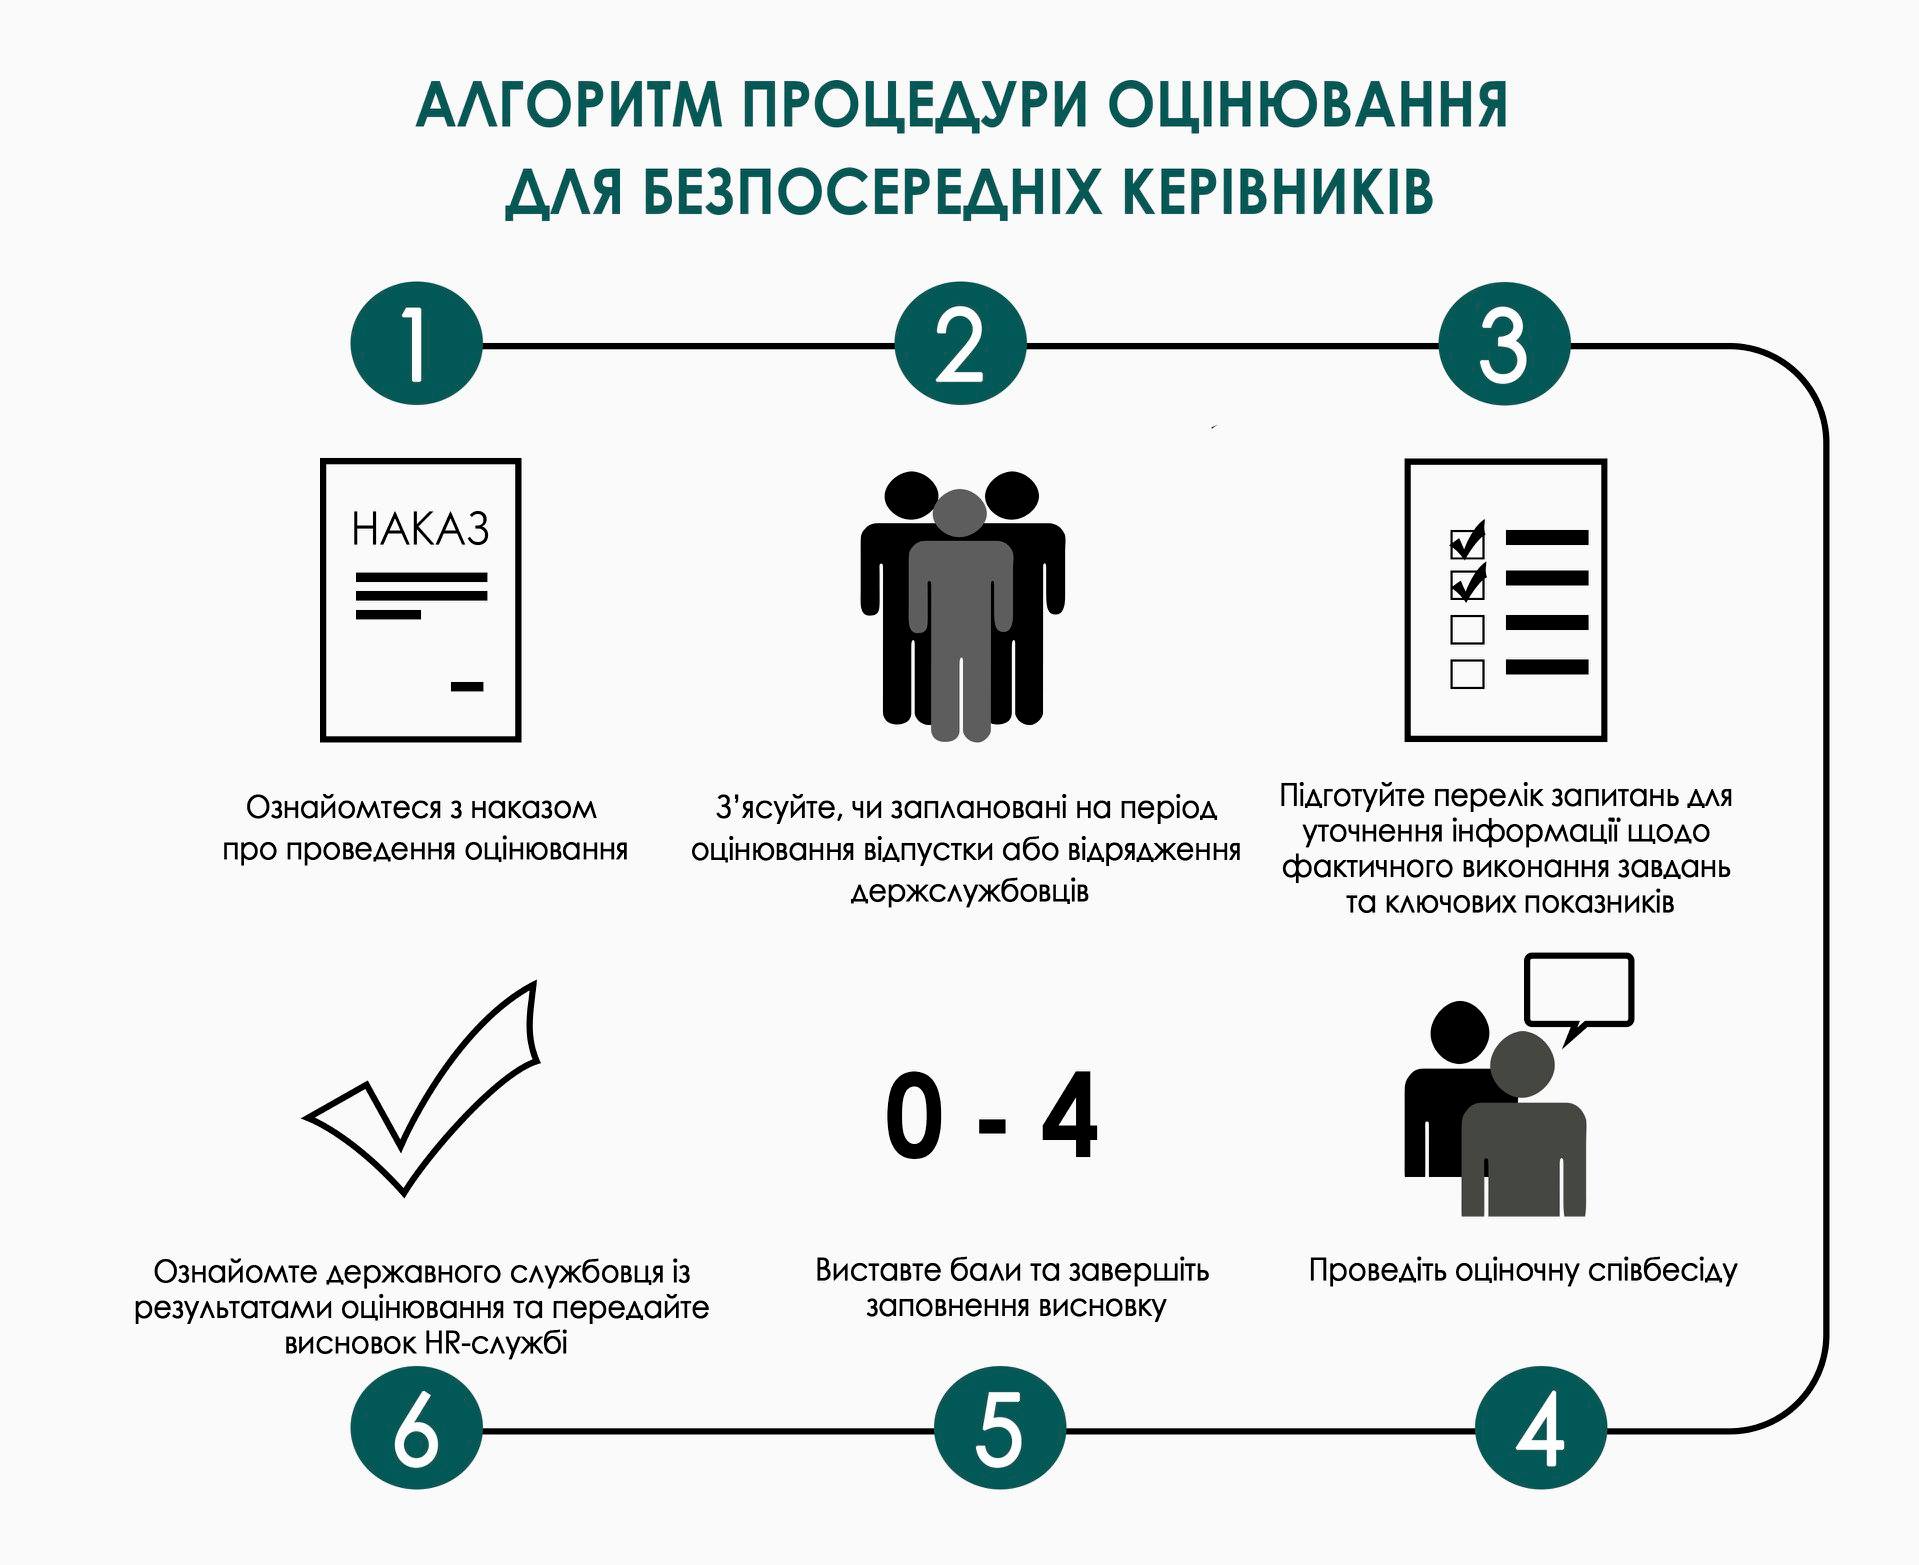 АЛГОРИТМ ПРОЦЕДУРИ ОЦІНЮВАННЯ
ДЛЯ БЕЗПОСЕРЕДНІХ КЕРІВНИКІВ
1
2
3
НАКАЗ
Ознайомтеся з наказом
про проведення оцінювання
З'ясуйте, чи заплановані на період
оцінювання відпустки або відрядження
держслужбовців
Підготуйте перелік запитань для
уточнення інформації щодо
фактичного виконання завдань
та ключових показників
Проведіть оціночну співбесіду
4
0 - 4
Виставте бали та завершіть
заповнення висновку
5
Ознайомте державного службовця із
результатами оцінювання та передайте
висновок HR-службі
6